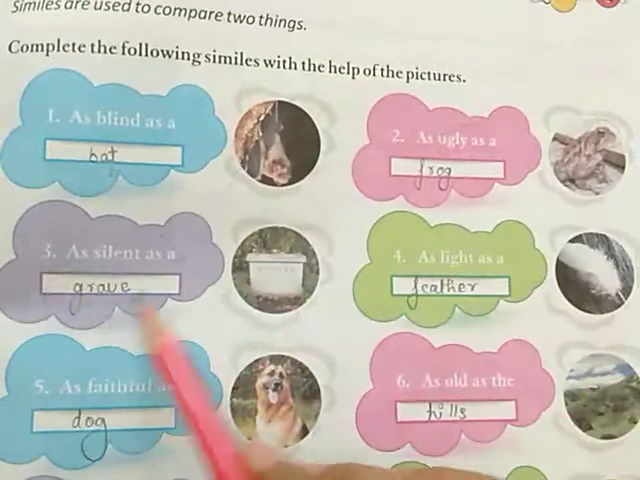 Similes are used to compare two things.
Complete the following similes with the help of the pictures.
1. As blind as a
bat
2. As ugly as a
frog
3. As silent as a
grave
4. As light as a
feather
5. As faithful as
dog
6. As old as the
hills